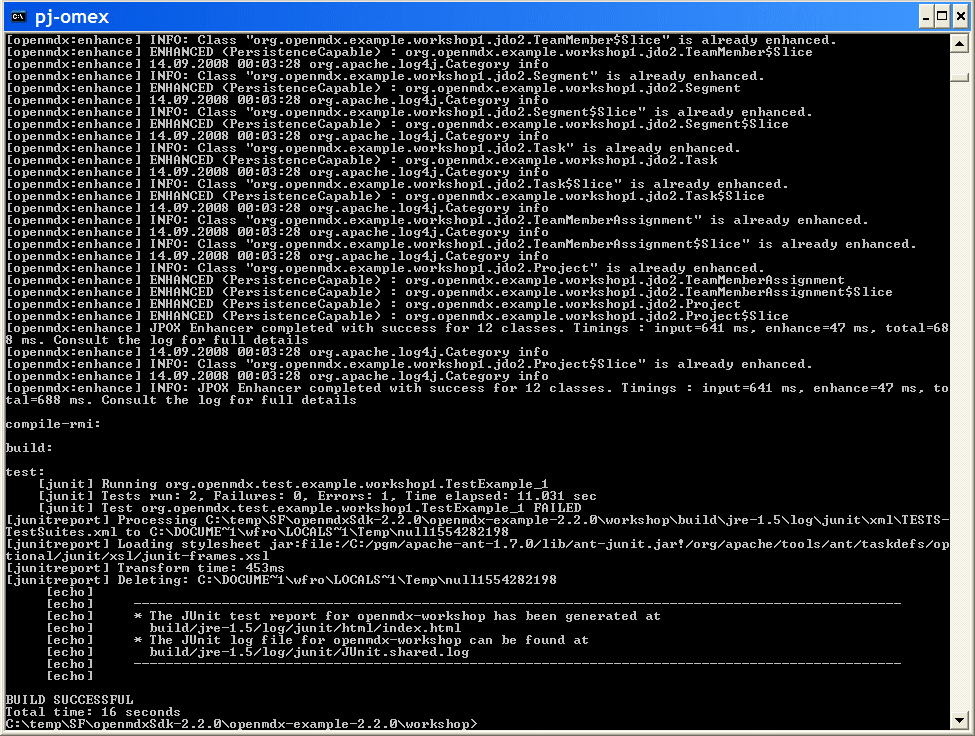 pj-omex
[openmdx:enhance] INFO: Class "org.openmdx.example.workshop1.jdo2.TeamMember$Slice" is already enhanced.
[openmdx:enhance] ENHANCED (PersistenceCapable) : org.openmdx.example.workshop1.jdo2.TeamMember$Slice
[openmdx:enhance] 14.09.2008 00:03:28 org.apache.log4j.Category info
[openmdx:enhance] INFO: Class "org.openmdx.example.workshop1.jdo2.Segment" is already enhanced.
[openmdx:enhance] ENHANCED (PersistenceCapable) : org.openmdx.example.workshop1.jdo2.Segment
[openmdx:enhance] 14.09.2008 00:03:28 org.apache.log4j.Category info
[openmdx:enhance] INFO: Class "org.openmdx.example.workshop1.jdo2.Segment$Slice" is already enhanced.
[openmdx:enhance] ENHANCED (PersistenceCapable) : org.openmdx.example.workshop1.jdo2.Segment$Slice
[openmdx:enhance] 14.09.2008 00:03:28 org.apache.log4j.Category info
[openmdx:enhance] INFO: Class "org.openmdx.example.workshop1.jdo2.Task" is already enhanced.
[openmdx:enhance] ENHANCED (PersistenceCapable) : org.openmdx.example.workshop1.jdo2.Task
[openmdx:enhance] 14.09.2008 00:03:28 org.apache.log4j.Category info
[openmdx:enhance] INFO: Class "org.openmdx.example.workshop1.jdo2.Task$Slice" is already enhanced.
[openmdx:enhance] ENHANCED (PersistenceCapable) : org.openmdx.example.workshop1.jdo2.Task$Slice
[openmdx:enhance] 14.09.2008 00:03:28 org.apache.log4j.Category info
[openmdx:enhance] INFO: Class "org.openmdx.example.workshop1.jdo2.TeamMemberAssignment" is already enhanced.
[openmdx:enhance] 14.09.2008 00:03:28 org.apache.log4j.Category info
[openmdx:enhance] INFO: Class "org.openmdx.example.workshop1.jdo2.TeamMemberAssignment$Slice" is already enhanced.
[openmdx:enhance] 14.09.2008 00:03:28 org.apache.log4j.Category info
[openmdx:enhance] INFO: Class "org.openmdx.example.workshop1.jdo2.Project" is already enhanced.
[openmdx:enhance] ENHANCED (PersistenceCapable) : org.openmdx.example.workshop1.jdo2.TeamMemberAssignment
[openmdx:enhance] ENHANCED (PersistenceCapable) : org.openmdx.example.workshop1.jdo2.TeamMemberAssignment$Slice
[openmdx:enhance] ENHANCED (PersistenceCapable) : org.openmdx.example.workshop1.jdo2.Project
[openmdx:enhance] ENHANCED (PersistenceCapable) : org.openmdx.example.workshop1.jdo2.Project$Slice
[openmdx:enhance] JPOX Enhancer completed with success for 12 classes. Timings : input=641 ms, enhance=47 ms, total=68
8 ms. Consult the log for full details
[openmdx:enhance] 14.09.2008 00:03:28 org.apache.log4j.Category info
[openmdx:enhance] INFO: Class "org.openmdx.example.workshop1.jdo2.Project$Slice" is already enhanced.
[openmdx:enhance] 14.09.2008 00:03:28 org.apache.log4j.Category info
[openmdx:enhance] INFO: JPOX Enhancer completed with success for 12 classes. Timings : input=641 ms, enhance=47 ms, to
tal=688 ms. Consult the log for full details
compile-rmi:
build:
test:
[junit] Running org.openmdx.test.example.workshop1.TestExample_1
[junit] Tests run: 2, Failures: 0, Errors: 1, Time elapsed: 11.031 sec
[junit] Test org.openmdx.test.example.workshop1.TestExample_1 FAILED
[junitreport] Processing C:\temp\SF\openmdxSdk-2.2.0\openmdx-example-2.2.0\workshop\build\jre-1.5\log\junit\xml\TESTS-
TestSuites.xml to C:\DOCUME~1\wfro\LOCALS~1\Temp\null1554282198
[junitreport] Loading stylesheet jar:file:/C:/pgm/apache-ant-1.7.0/lib/ant-junit.jar!/org/apache/tools/ant/taskdefs/op
tional/junit/xsl/junit-frames.xsl
[junitreport] Transform time: 453ms
[junitreport] Deleting: C:\DOCUME~1\wfro\LOCALS~1\Temp\null1554282198
[echo]
[echo] ------------------------------------------------------------------------------------------------
[echo] * The JUnit test report for openmdx-workshop has been generated at
[echo] build/jre-1.5/log/junit/html/index.html
[echo] * The JUnit log file for openmdx-workshop can be found at
[echo] build/jre-1.5/log/junit/JUnit.shared.log
[echo] ------------------------------------------------------------------------------------------------
[echo]
BUILD SUCCESSFUL
Total time: 16 seconds
C:\temp\SF\openmdxSdk-2.2.0\openmdx-example-2.2.0\workshop>